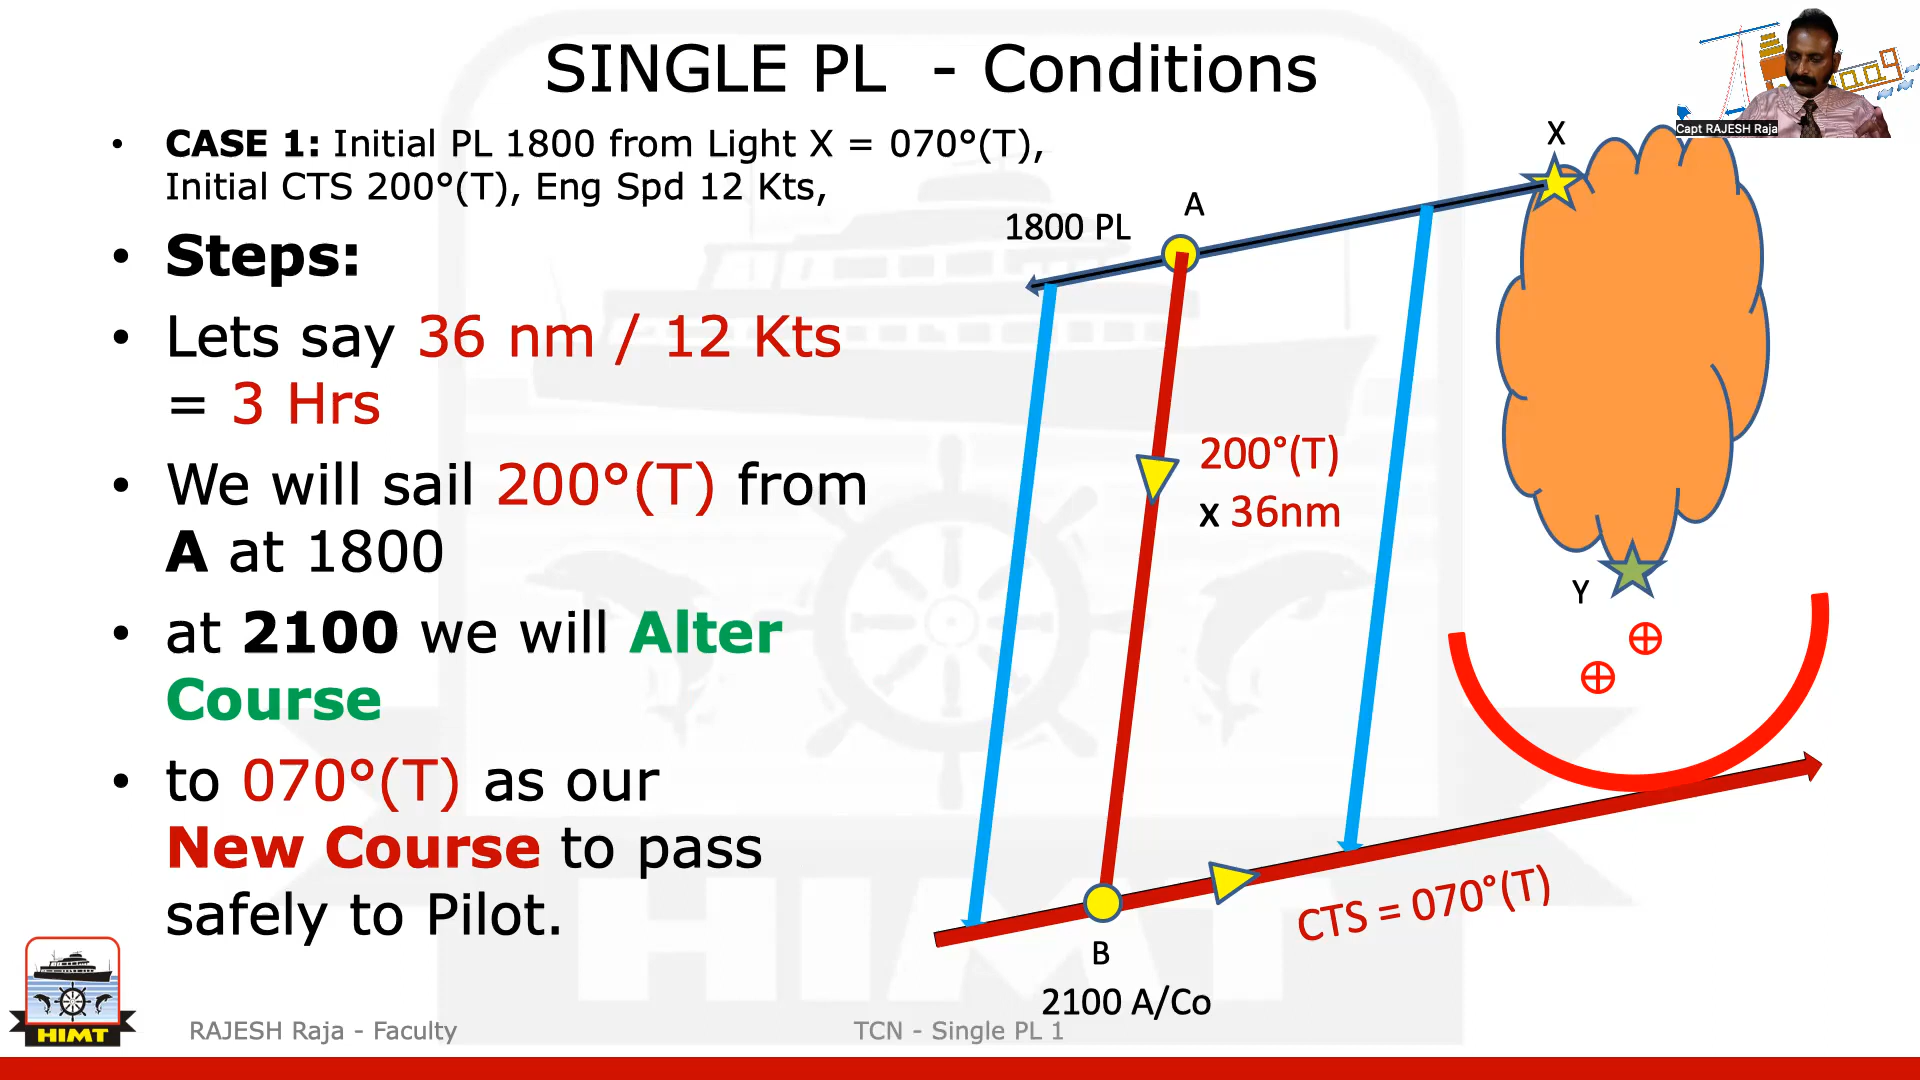 SINGLE PL - Conditions
• CASE 1: Initial PL 1800 from Light X = 070°(T),
Initial CTS 200°(T), Eng Spd 12 Kts,
• Steps:
• Lets say 36 nm / 12 Kts
= 3 Hrs
• We will sail 200°(T) from
A at 1800
• at 2100 we will Alter
Course
• to 070°(T) as our
New Course to pass
safely to Pilot.
Capt RAJESH Raja
X
A
1800 PL
200°(T)
x 36nm
Y
CTS = 070°(T)
B
2100 A/Co
HIMT
HIMT
RAJESH Raja - Faculty
TCN - Single PL 1